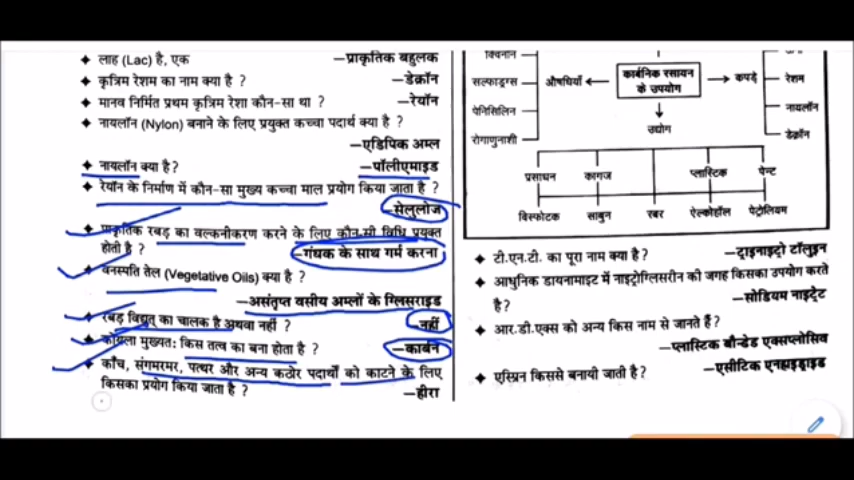 ✦ लाह (Lac) है, एक —प्राकृतिक बहुलक
✦ कृत्रिम रेशम का नाम क्या है ? —डेक्रॉन
✦ मानव निर्मित प्रथम कृत्रिम रेशा कौन-सा था ? —रेयॉन
✦ नायलॉन (Nylon) बनाने के लिए प्रयुक्त कच्चा पदार्थ क्या है ?
—एडिपिक अम्ल
✦ नायलॉन क्या है? —पॉलीएमाइड
✦ रेयॉन के निर्माण में कौन-सा मुख्य कच्चा माल प्रयोग किया जाता है ?
—सेलुलोज
✦ प्राकृतिक रबड़ का वल्कनीकरण करने के लिए कौन-सी विधि प्रयुक्त
होती है ? —गंधक के साथ गर्म करना
✦ वनस्पति तेल (Vegetative Oils) क्या है ?
—असंतृप्त वसीय अम्लों के ग्लिसराइड
✦ रबड़ विद्युत् का चालक है अथवा नहीं ? —नहीं
✦ कोयला मुख्यतः किस तत्व का बना होता है ? —कार्बन
✦ काँच, संगमरमर, पत्थर और अन्य कठोर पदार्थों को काटने के लिए
किसका प्रयोग किया जाता है ? —हीरा
क्विनीन
सल्फाड्रग्स औषधियाँ कार्बनिक रसायन कपड़े रेशम
के उपयोग
पेनिसिलिन नायलॉन
रोगाणुनाशी उद्योग डेक्रॉन
प्रसाधन कागज प्लास्टिक पेन्ट
विस्फोटक साबुन रबर ऐल्कोहॉल पेट्रोलियम
✦ टी.एन.टी. का पूरा नाम क्या है ? —ट्राइनाइट्रो टॉलुइन
✦ आधुनिक डायनामाइट में नाइट्रोग्लिसरीन को जगह किसका उपयोग करते
है ? —सोडियम नाइट्रेट
✦ आर.डी.एक्स को अन्य किस नाम से जानते हैं ?
—प्लास्टिक बौन्डेड एक्सप्लोसिव
✦ एस्प्रिन किससे बनायी जाती है ? —एसीटिक एनहाइड्राइड